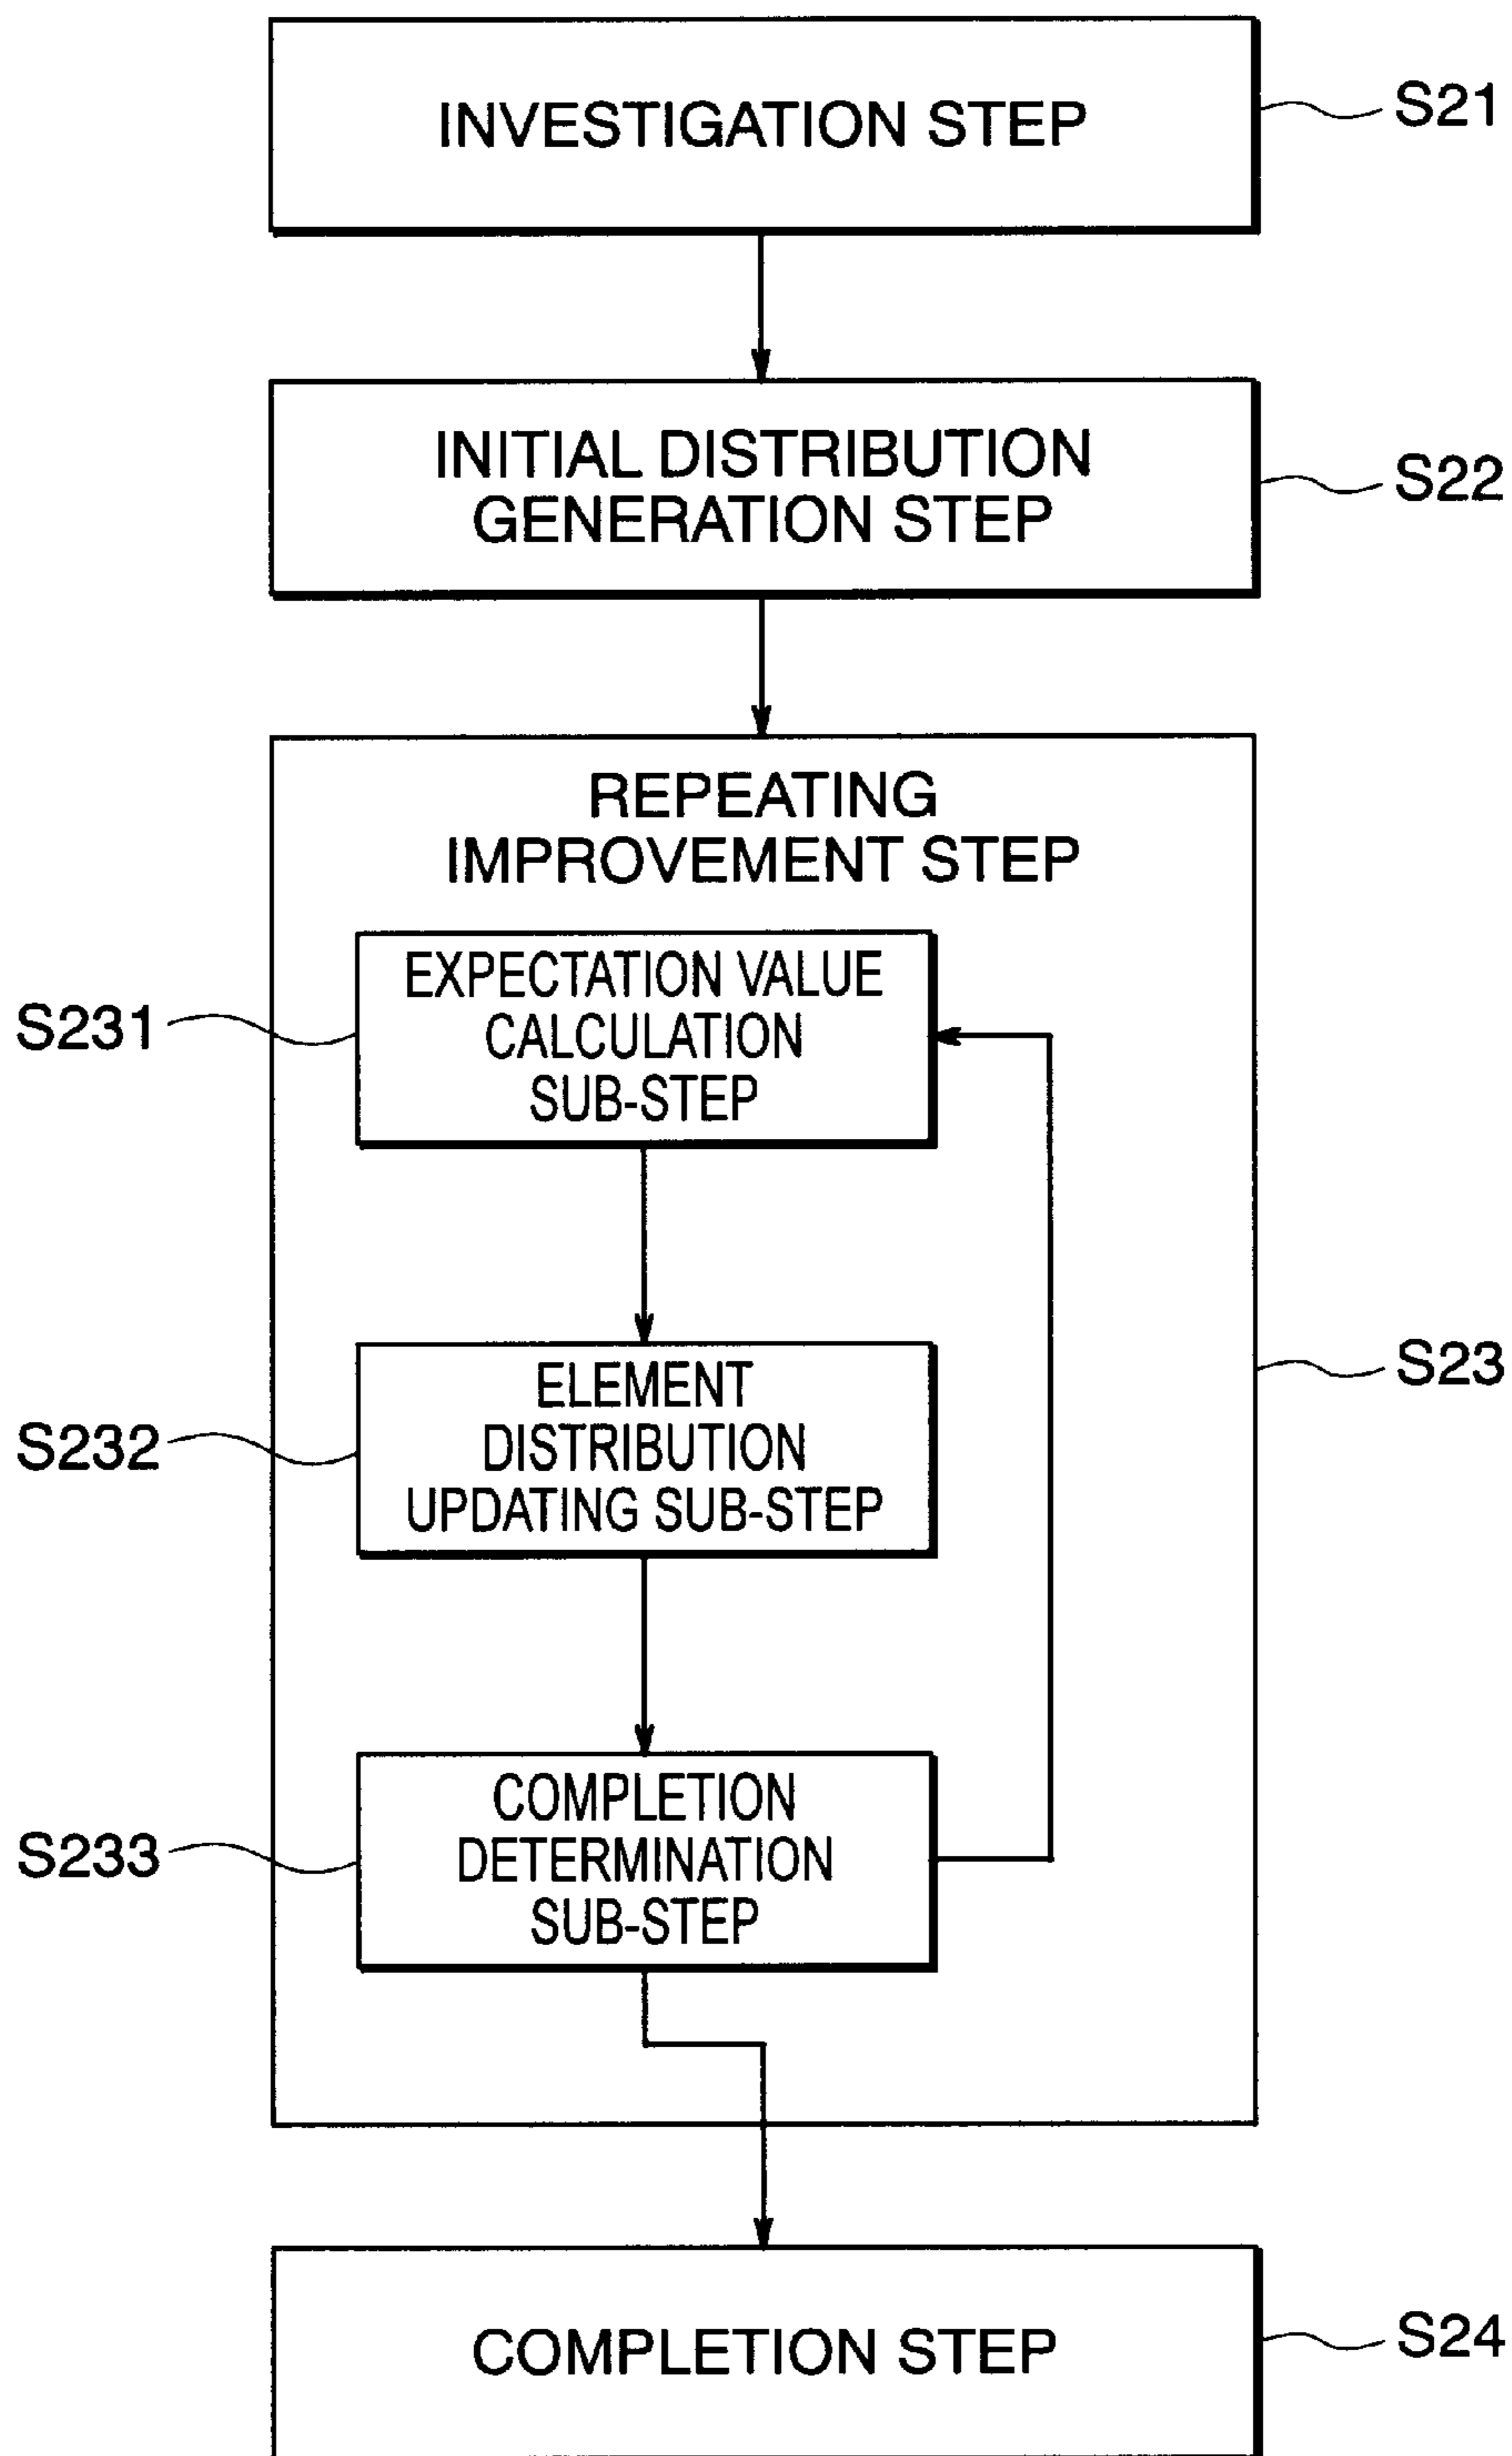 INVESTIGATION STEP
S21
INITIAL DISTRIBUTION
GENERATION STEP
S22
REPEATING
IMPROVEMENT STEP
EXPECTATION VALUE
CALCULATION
SUB-STEP
S231
ELEMENT
DISTRIBUTION
UPDATING SUB-STEP
S232
S23
COMPLETION
DETERMINATION
SUB-STEP
S233
COMPLETION STEP
S24